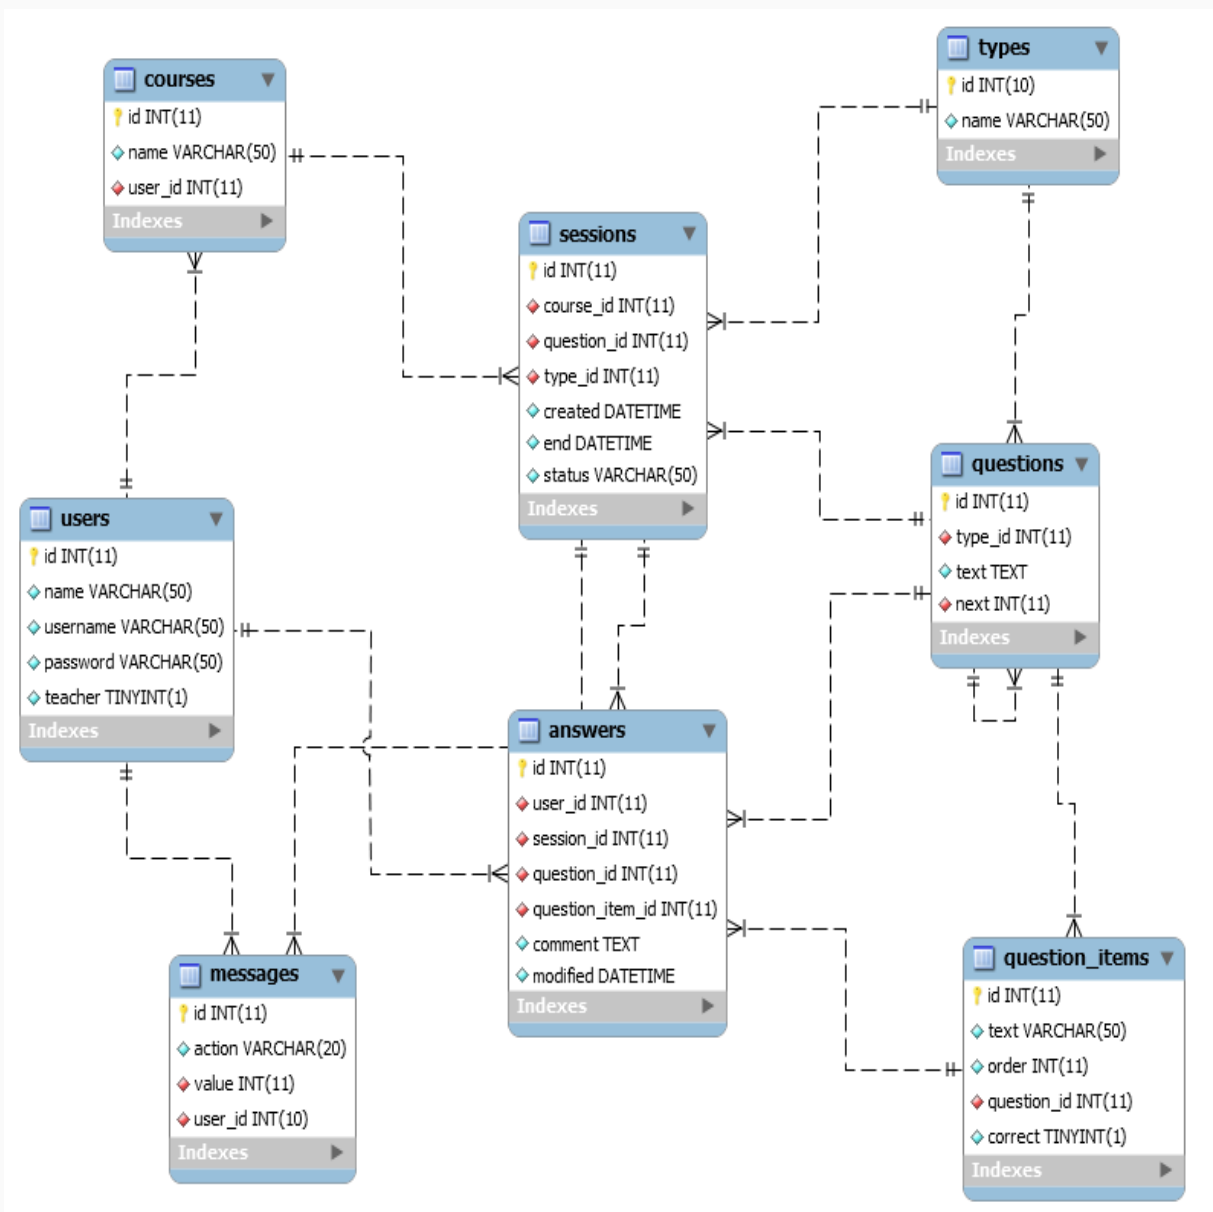 courses
id INT(11)
name VARCHAR(50)
user_id INT(11)
Indexes
types
id INT(10)
name VARCHAR(50)
Indexes
sessions
id INT(11)
course_id INT(11)
question_id INT(11)
type_id INT(11)
created DATETIME
end DATETIME
status VARCHAR(50)
Indexes
questions
id INT(11)
type_id INT(11)
text TEXT
next INT(11)
Indexes
users
id INT(11)
name VARCHAR(50)
username VARCHAR(50)
password VARCHAR(50)
teacher TINYINT(1)
Indexes
answers
id INT(11)
user_id INT(11)
session_id INT(11)
question_id INT(11)
question_item_id INT(11)
comment TEXT
modified DATETIME
Indexes
messages
id INT(11)
action VARCHAR(20)
value INT(11)
user_id INT(10)
Indexes
question_items
id INT(11)
text VARCHAR(50)
order INT(11)
question_id INT(11)
correct TINYINT(1)
Indexes